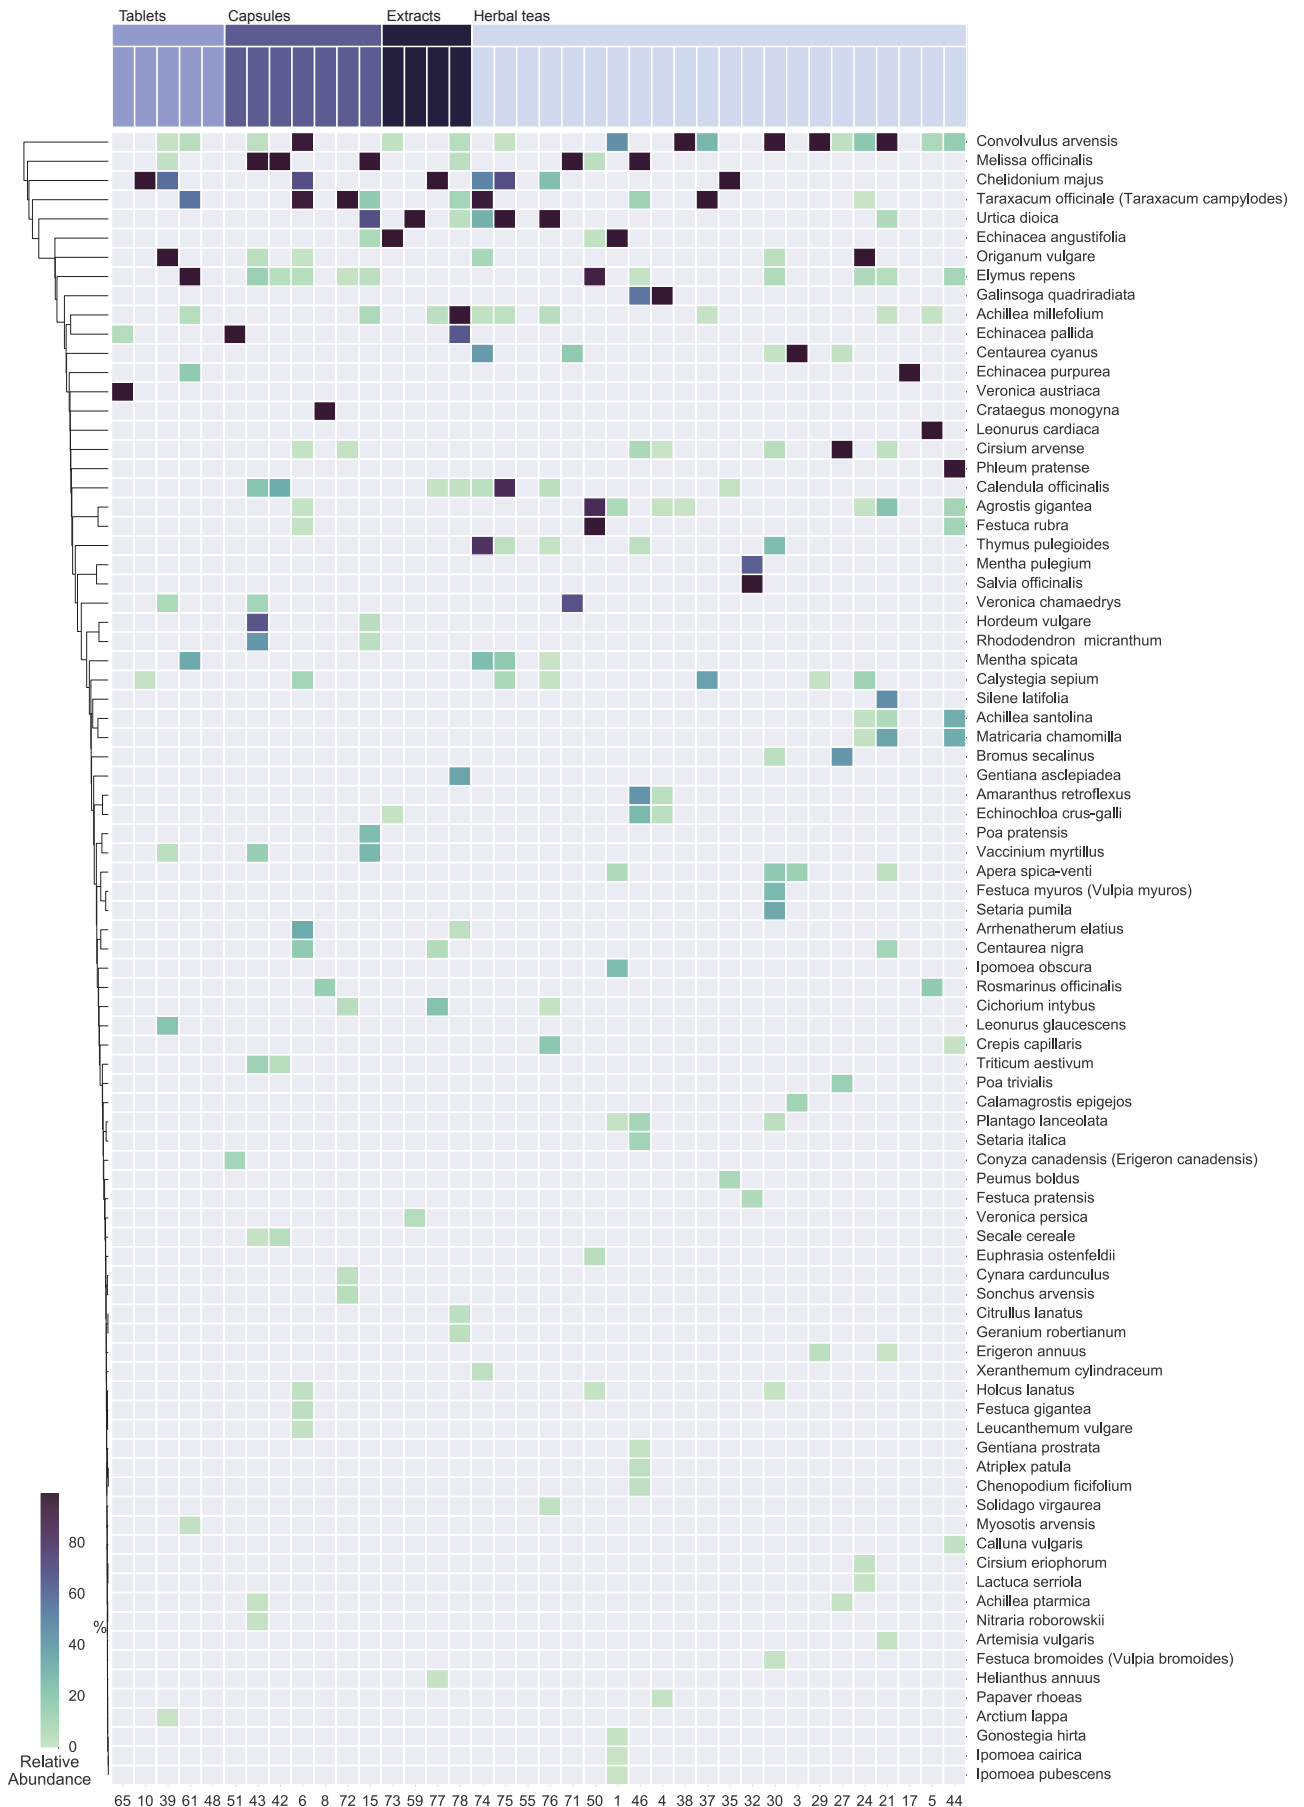 Tablets Capsules Extracts Herbal teas
Convolvulus arvensis
Melissa officinalis
Chelidonium majus
Taraxacum officinale (Taraxacum campylodes)
Urtica dioica
Echinacea angustifolia
Origanum vulgare
Elymus repens
Galinsoga quadriradiata
Achillea millefolium
Echinacea pallida
Centaurea cyanus
Echinacea purpurea
Veronica austriaca
Crataegus monogyna
Leonurus cardiaca
Cirsium arvense
Phleum pratense
Calendula officinalis
Agrostis gigantea
Festuca rubra
Thymus pulegioides
Mentha pulegium
Salvia officinalis
Veronica chamaedrys
Hordeum vulgare
Rhododendron micranthum
Mentha spicata
Calystegia sepium
Silene latifolia
Achillea santolina
Matricaria chamomilla
Bromus secalinus
Gentiana asclepiadea
Amaranthus retroflexus
Echinochloa crus-galli
Poa pratensis
Vaccinium myrtillus
Apera spica-venti
Festuca myuros (Vulpia myuros)
Setaria pumila
Arrhenatherum elatius
Centaurea nigra
Ipomoea obscura
Rosmarinus officinalis
Cichorium intybus
Leonurus glaucescens
Crepis capillaris
Triticum aestivum
Poa trivialis
Calamagrostis epigejos
Plantago lanceolata
Setaria italica
Conyza canadensis (Erigeron canadensis)
Peumus boldus
Festuca pratensis
Veronica persica
Secale cereale
Euphrasia ostenfeldii
Cynara cardunculus
Sonchus arvensis
Citrullus lanatus
Geranium robertianum
Erigeron annuus
Xeranthemum cylindraceum
Holcus lanatus
Festuca gigantea
Leucanthemum vulgare
Gentiana prostrata
Atriplex patula
Chenopodium ficifolium
Solidago virgaurea
Myosotis arvensis
Calluna vulgaris
Cirsium eriophorum
Lactuca serriola
Achillea ptarmica
Nitraria roborowskii
Artemisia vulgaris
Festuca bromoides (Vulpia bromoides)
Helianthus annuus
Papaver rhoeas
Arctium lappa
Gonostegia hirta
Ipomoea cairica
Ipomoea pubescens
80
60
%
40
20
0
Relative
Abundance
65 10 39 61 48 51 43 42 6 8 72 15 73 59 77 78 74 75 55 76 71 50 1 46 4 38 37 35 32 30 3 29 27 24 21 17 5 44